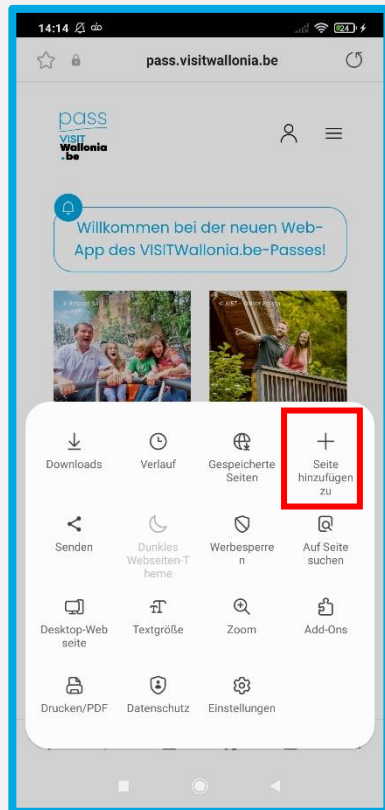 14:14
24
pass.visitwallonia.be
pass
VISIT
Wallonia
.be
Willkommen bei der neuen Web-
App des VISITWallonia.be-Passes!
Downloads
Verlauf
Gespeicherte
Seiten
Seite
hinzufügen
zu
Senden
Dunkles
Webseiten-T
heme
Werbesperre
n
Auf Seite
suchen
Desktop-Web
seite
Textgröße
Zoom
Add-Ons
Drucken/PDF
Datenschutz
Einstellungen